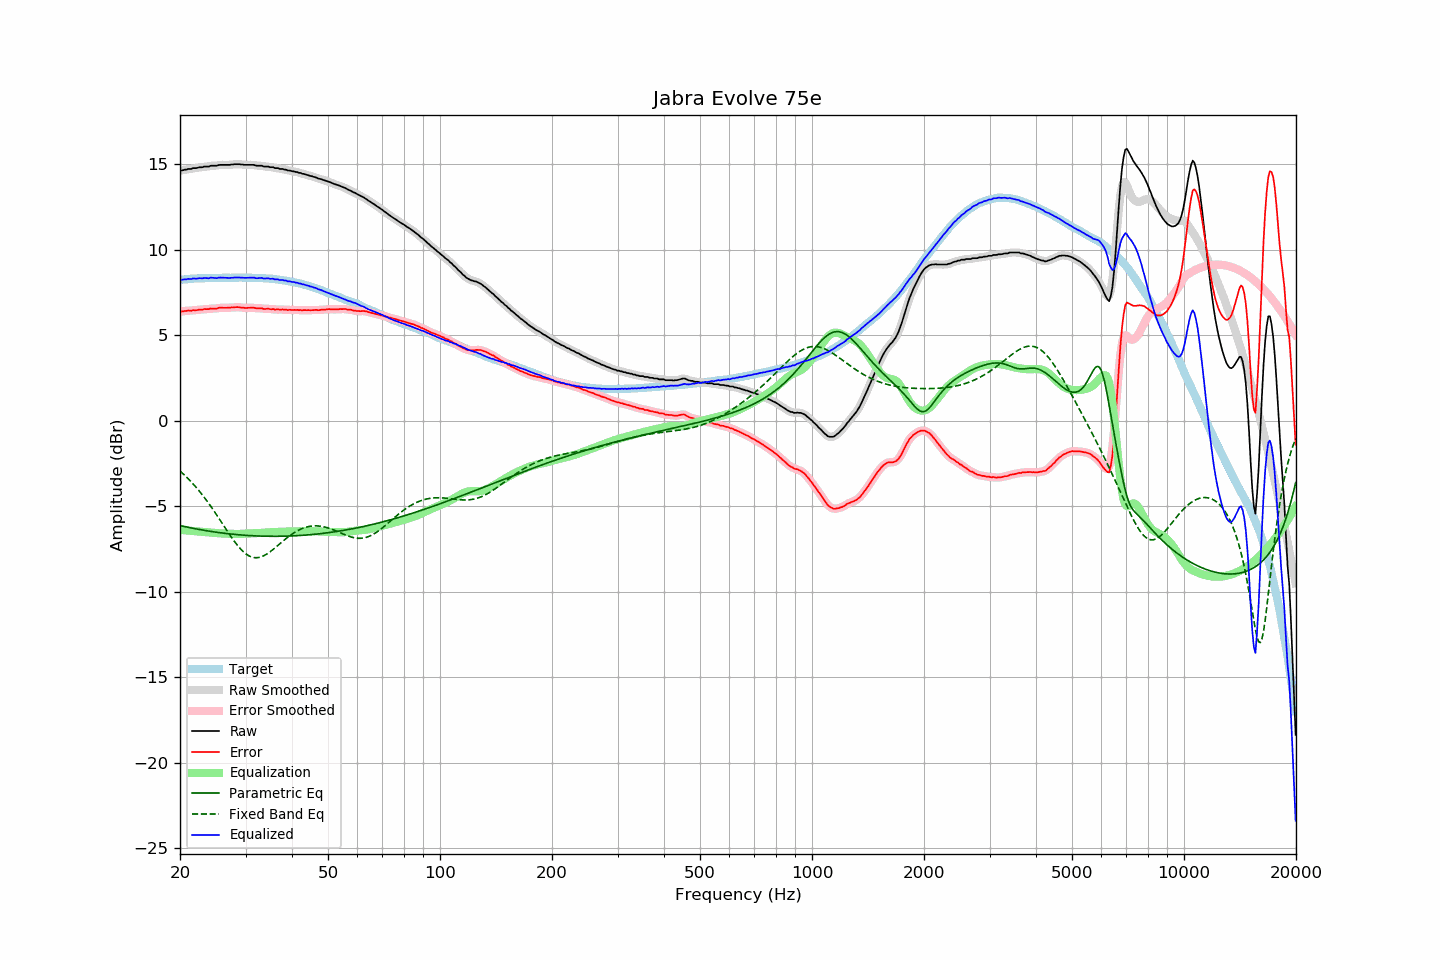 Jabra Evolve 75e
15
10
5
0
−5
−10
−15
−20
−25
Amplitude (dBr)
Target
Raw Smoothed
Error Smoothed
Raw
Error
Equalization
Parametric Eq
Fixed Band Eq
Equalized
20 50 100 200 500 1000 2000 5000 10000 20000
Frequency (Hz)